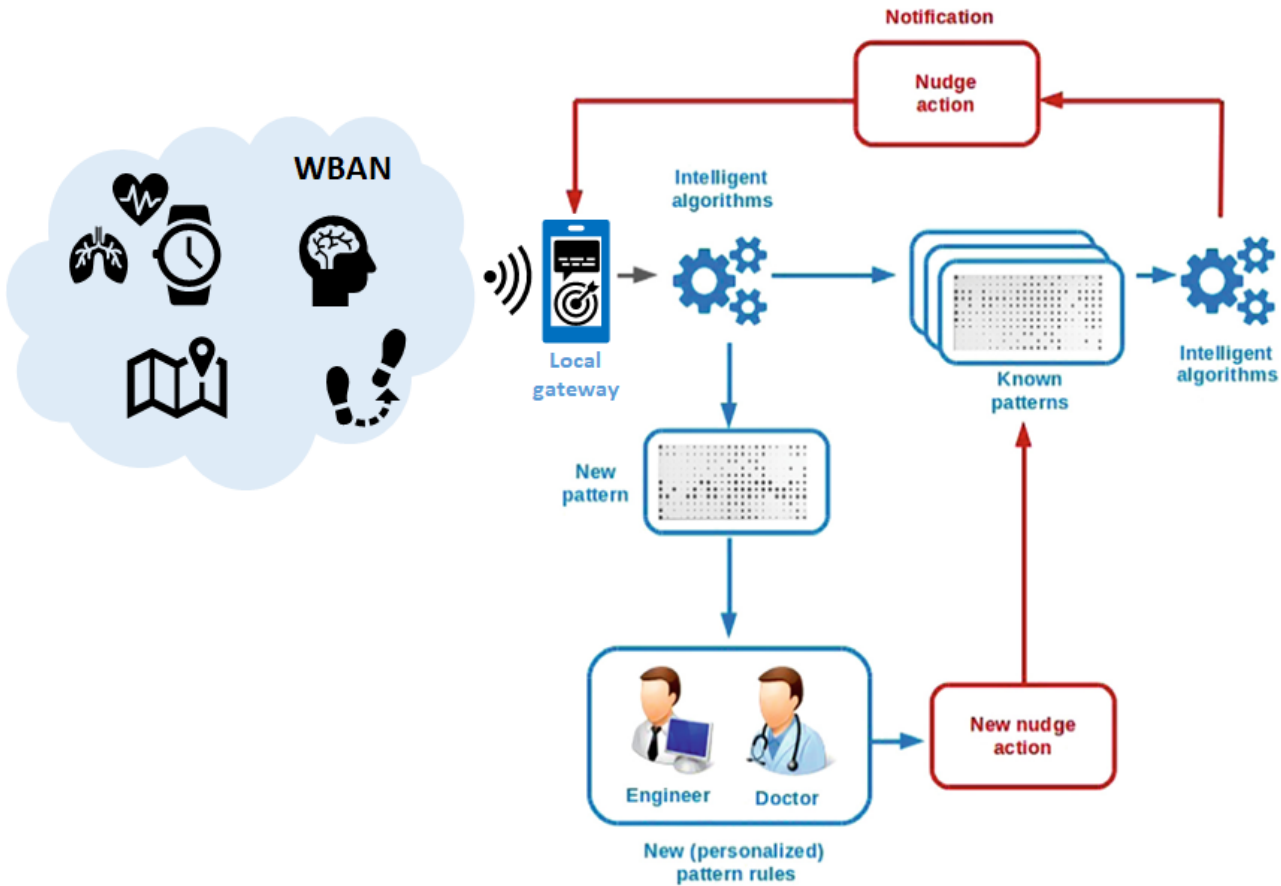 Notification
Nudge
action
WBAN
Intelligent
algorithms
Local
gateway
Known
patterns
Intelligent
algorithms
New
pattern
Engineer
Doctor
New nudge
action
New (personalized)
pattern rules